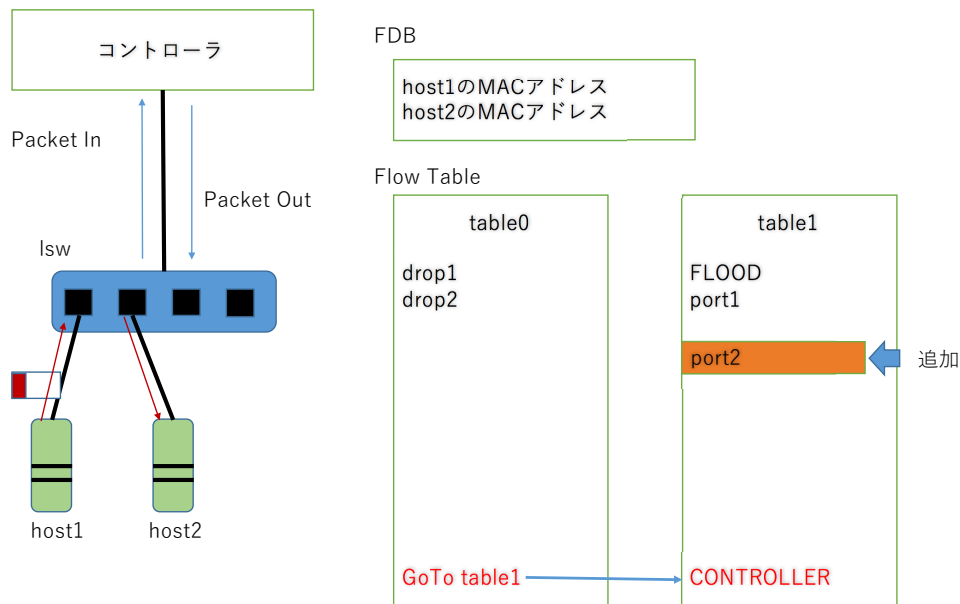 コントローラ
Packet In
Packet Out
lsw
host1
host2
FDB
host1のMACアドレス
host2のMACアドレス
Flow Table
table0
drop1
drop2
GoTo table1
table1
FLOOD
port1
port2
追加
CONTROLLER